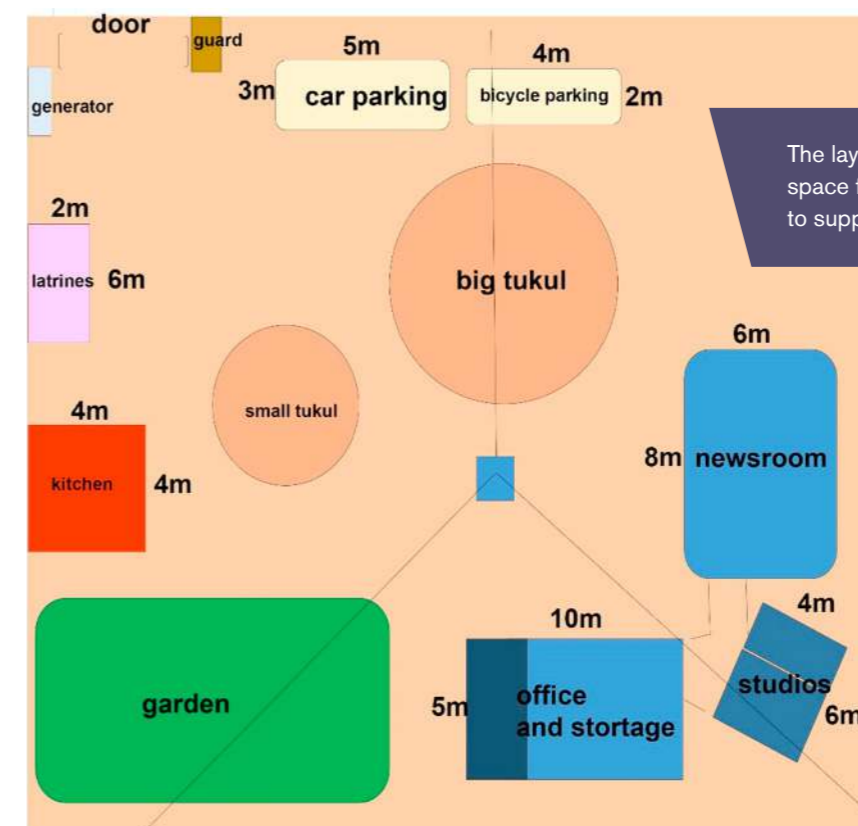 door
guard
5m
4m
3m
car parking
bicycle parking
2m
generator
The lay
space
to supp
2m
latrines
6m
big tukul
6m
small tukul
4m
8m
newsroom
kitchen
4m
4m
10m
garden
5m
office
and stortage
studios
6m